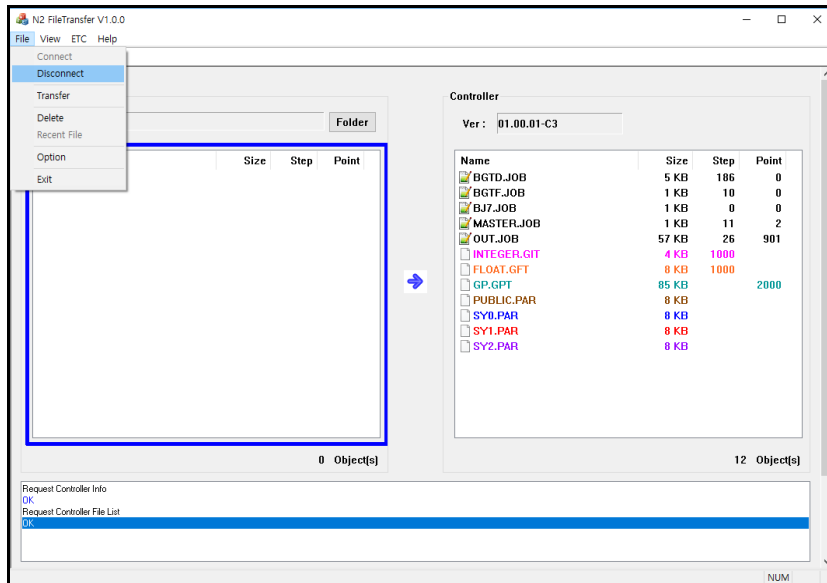 N2 FileTransfer V1.0.0
File View ETC Help
Connect
Disconnect
Transfer
Delete
Recent File
Option
Exit
Folder
Size Step Point
0 Object(s)
Controller
Ver : 01.00.01-C3
Name Size Step Point
BGTD.JOB 5 KB 186 0
BGTF.JOB 1 KB 10 0
BJ7.JOB 1 KB 0 0
MASTER.JOB 1 KB 11 2
OUT.JOB 57 KB 26 901
INTEGER.GIT 4 KB 1000
FLOAT.GFT 8 KB 1000
GP.GPT 85 KB 2000
PUBLIC.PAR 8 KB
SY0.PAR 8 KB
SY1.PAR 8 KB
SY2.PAR 8 KB
12 Object(s)
Request Controller Info
OK
Request Controller File List
OK
NUM